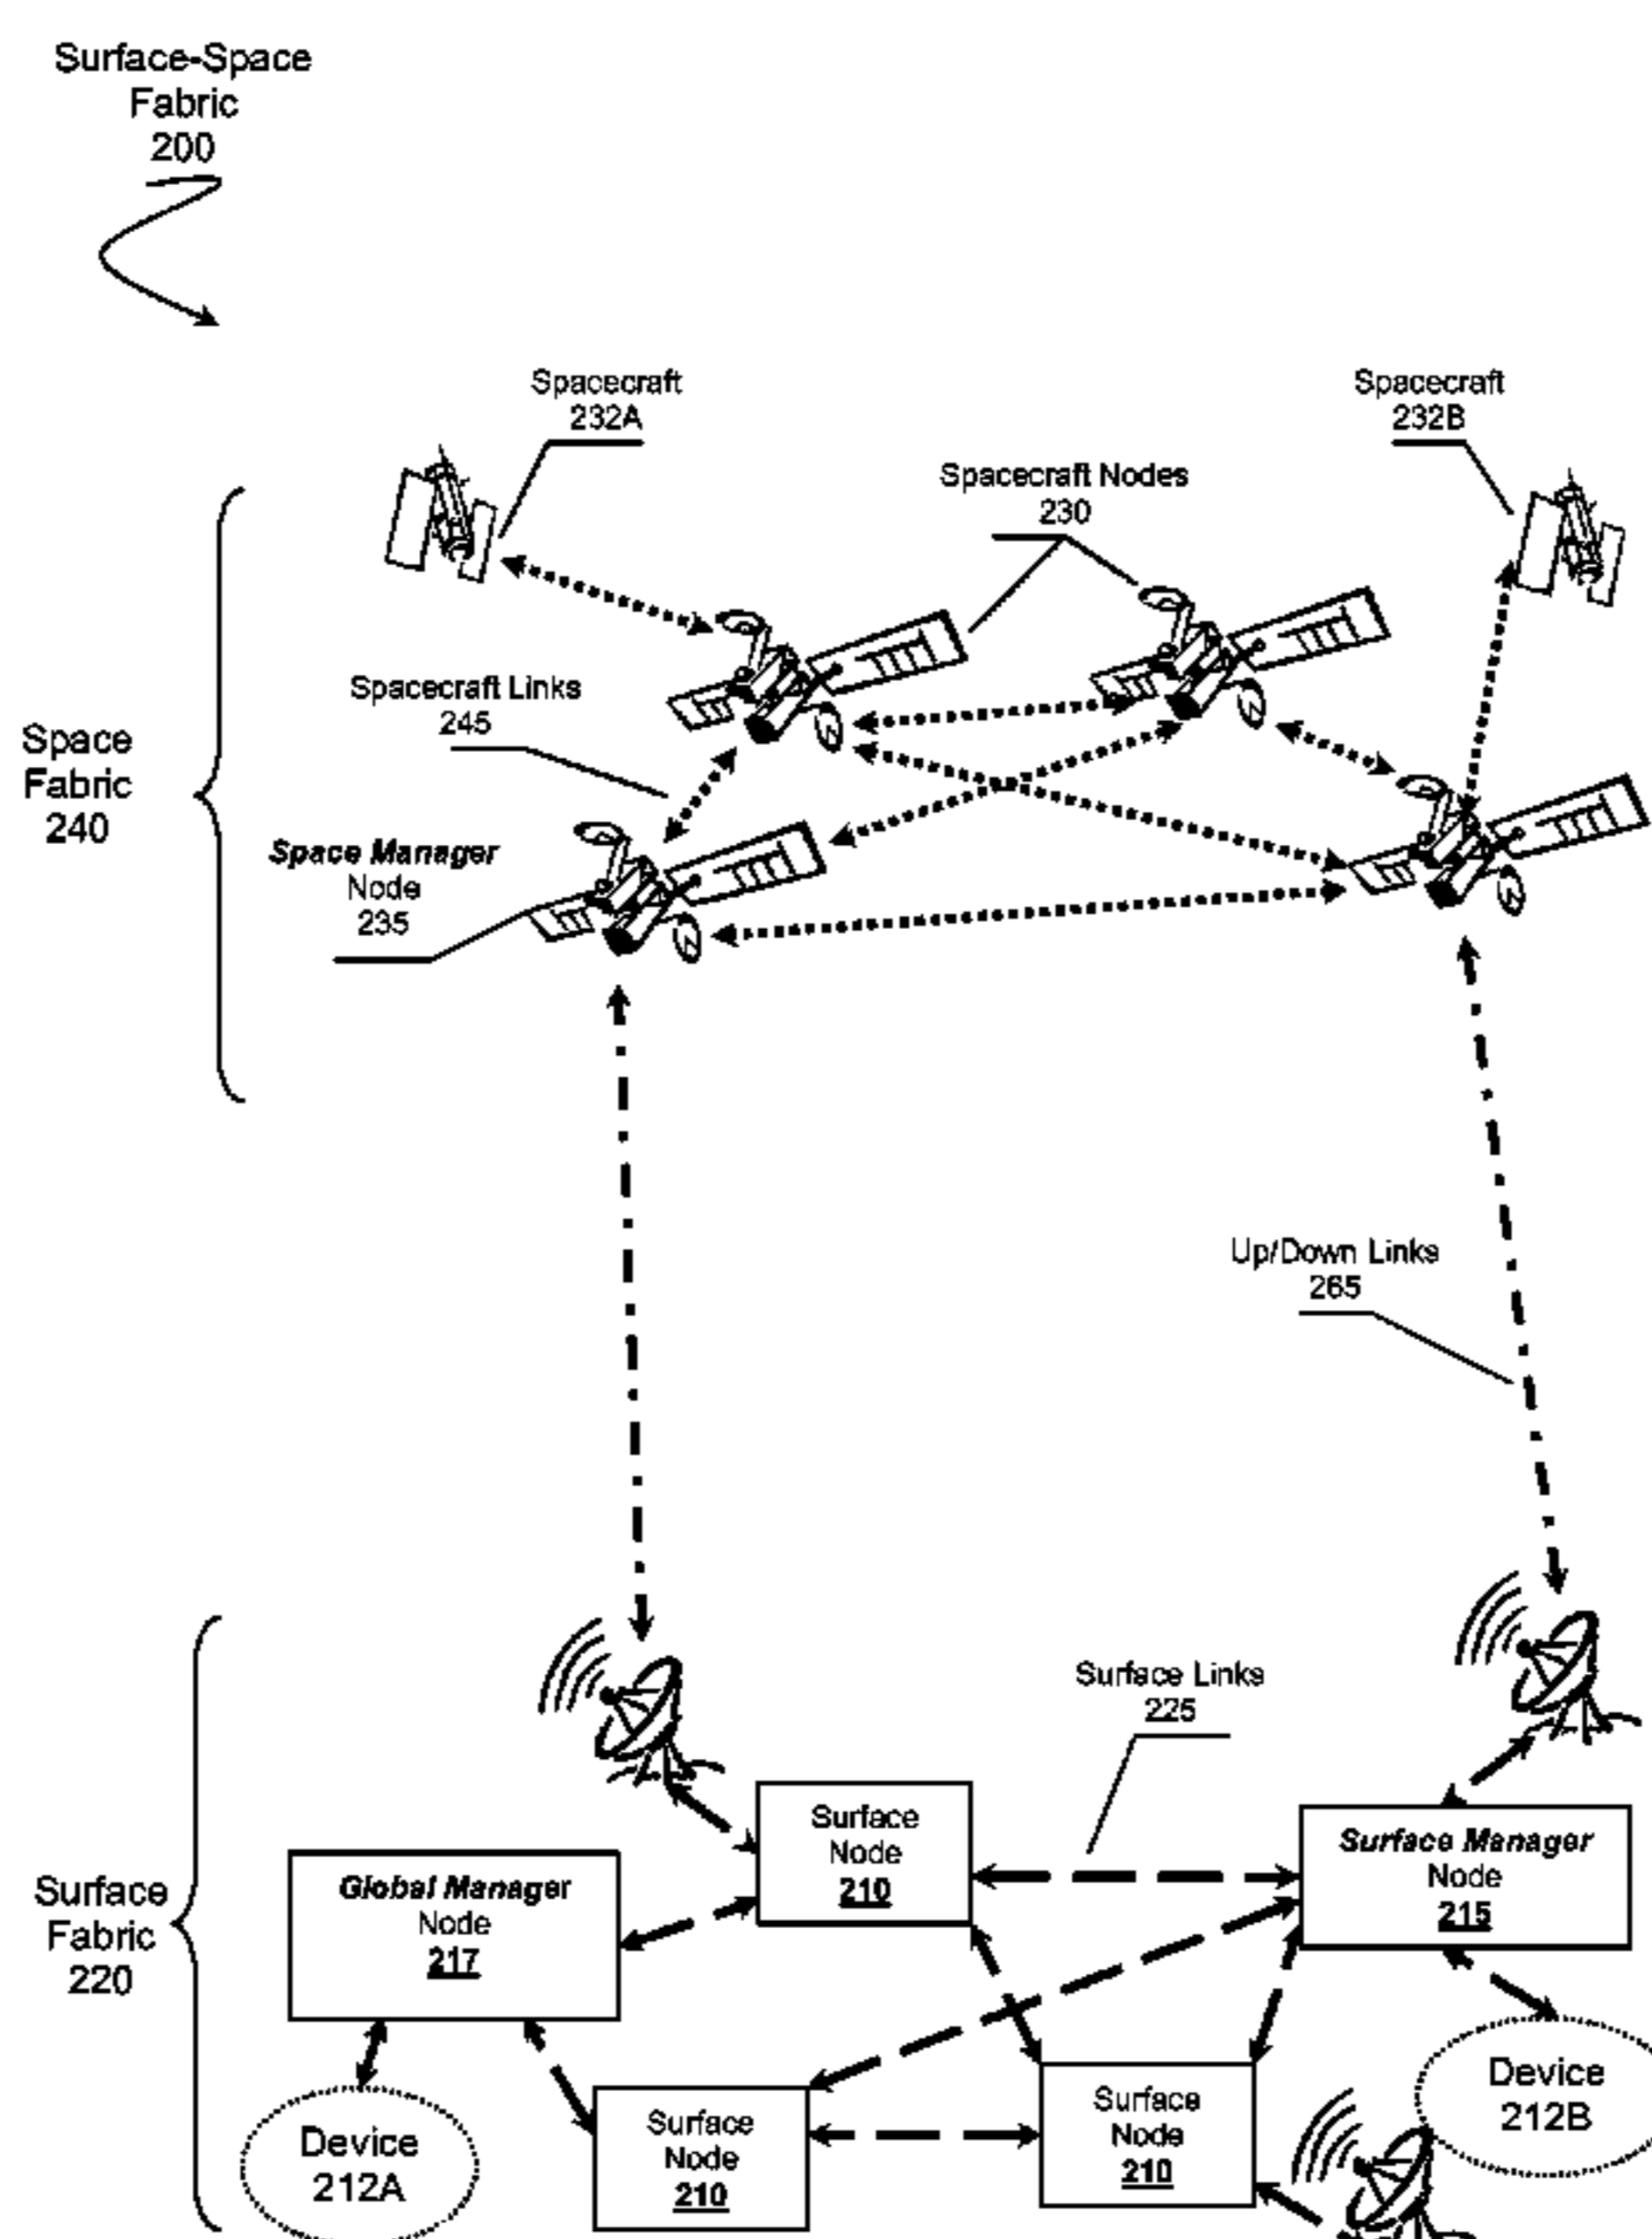 Surface-Space
Fabric
200
Spacecraft
232A
Spacecraft
232B
Spacecraft Nodes
230
Spacecraft Links
245
Space
Fabric
240
Space Manager
Node
235
Up/Down Links
265
Surface Links
225
Surface
Node
210
Surface Manager
Node
215
Global Manager
Node
217
Surface
Fabric
220
Device
212B
Surface
Node
210
Surface
Node
210
Device
212A